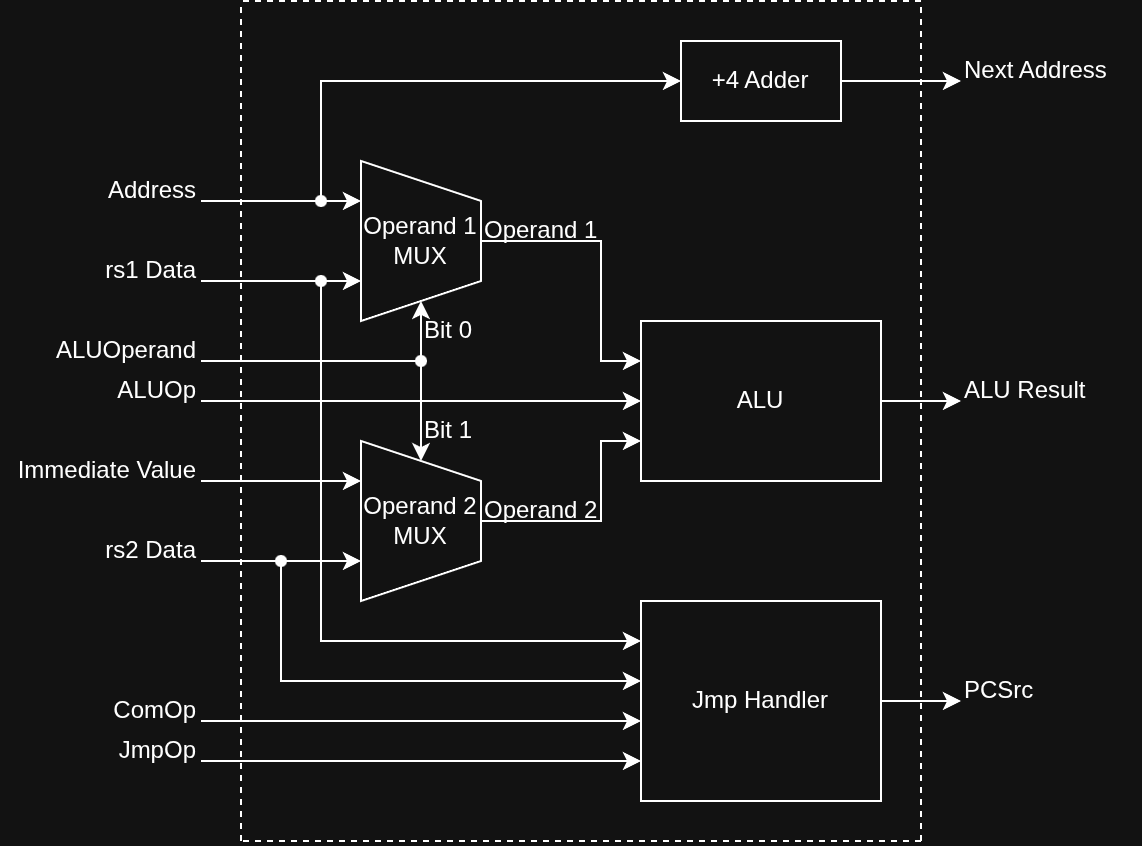 +4 Adder
Next Address
Address
Operand 1
MUX
Operand 1
rs1 Data
Bit 0
ALUOperand
ALUOp
ALU
ALU Result
Bit 1
Immediate Value
Operand 2
MUX
Operand 2
rs2 Data
Jmp Handler
PCSrc
ComOp
JmpOp